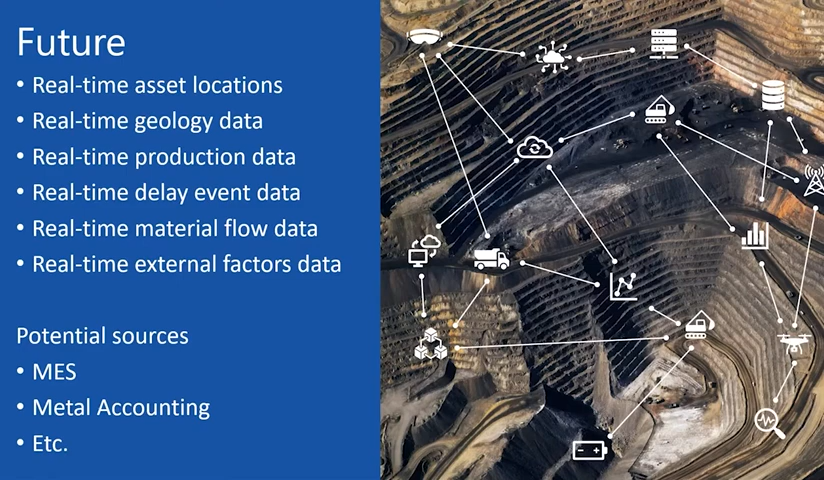 Future
• Real-time asset locations
• Real-time geology data
• Real-time production data
• Real-time delay event data
• Real-time material flow data
• Real-time external factors data
Potential sources
• MES
• Metal Accounting
• Etc.